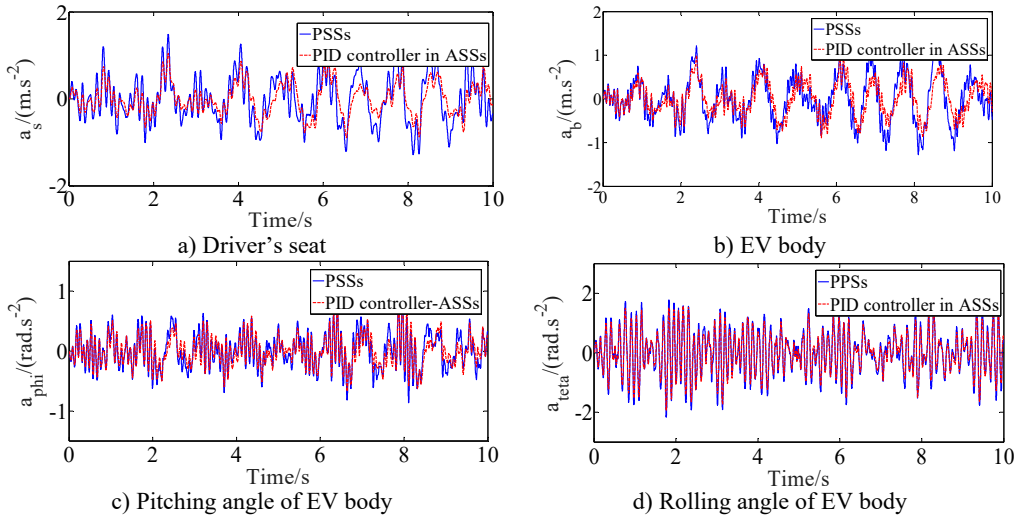 2
PSSs
1
PID controller in ASSs
0
-2
0 2 4 6 8 10
a_s/(m.s⁻²)
Time/s
a) Driver’s seat
2
PSSs
1
PID controller in ASSs
0
-1
-2
0 2 4 6 8 10
a_b/(m.s⁻²)
Time/s
b) EV body
PSSs
1
PID controller-ASSs
0
-1
0 2 4 6 8 10
a_phi/(rad.s⁻²)
Time/s
c) Pitching angle of EV body
PPSs
2
PID controller in ASSs
0
-2
0 2 4 6 8 10
a_teta/(rad.s⁻²)
Time/s
d) Rolling angle of EV body